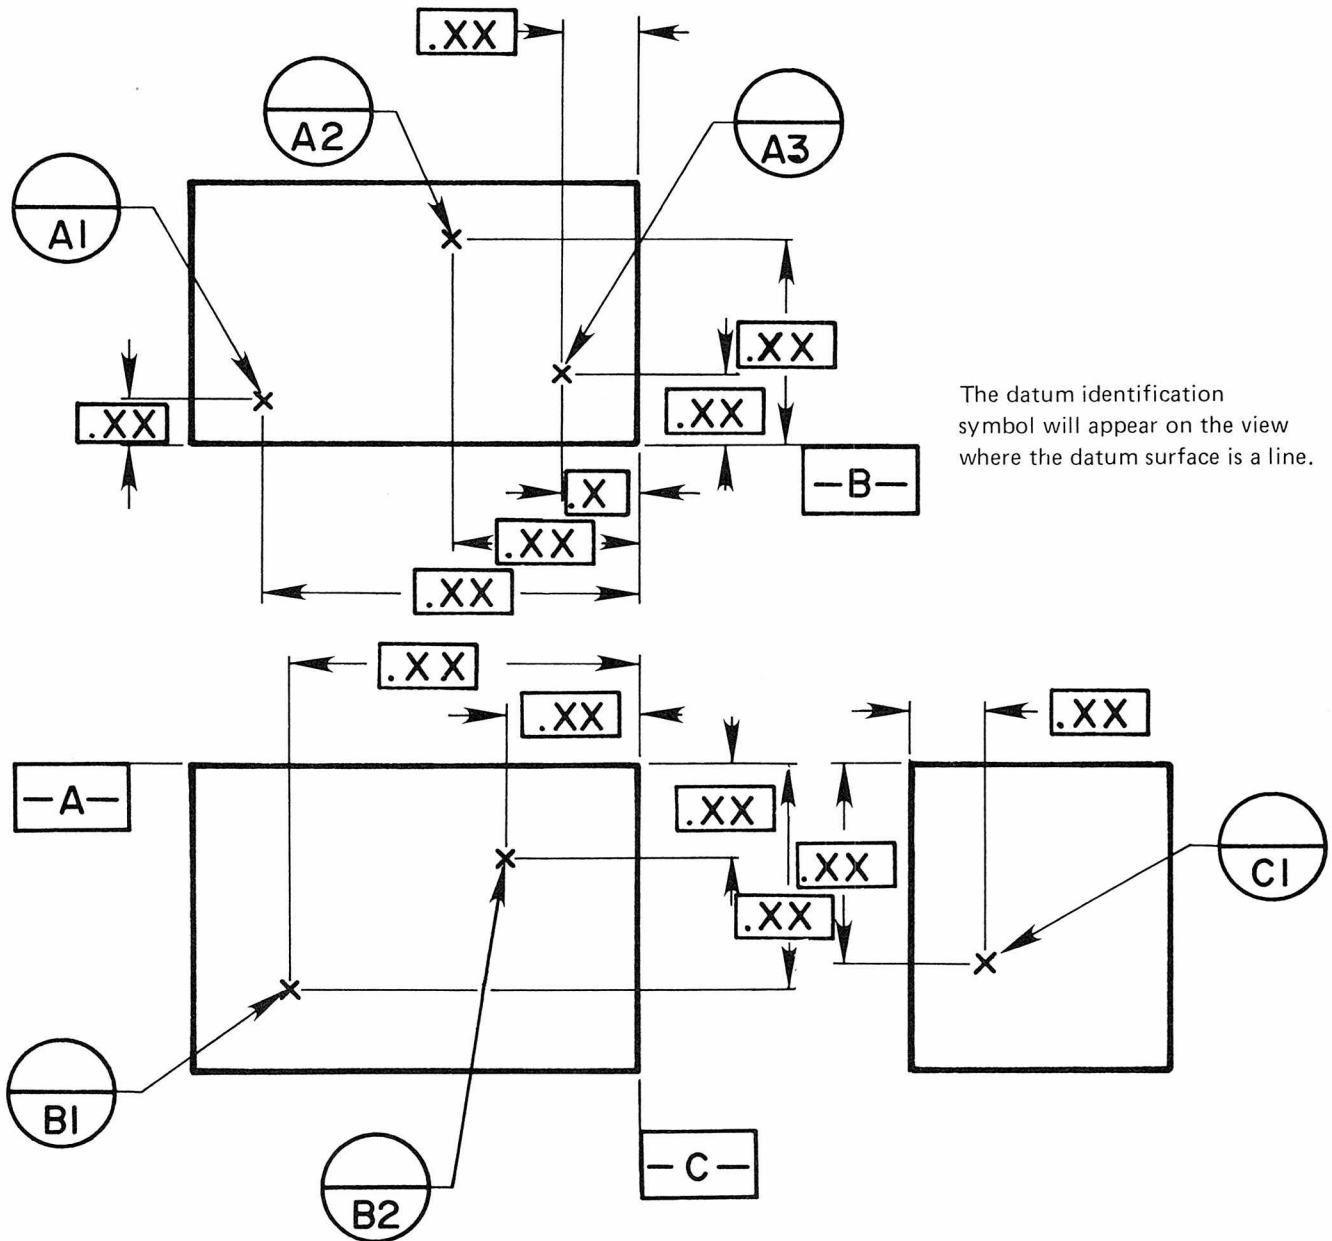 .XX
A2
A3
A1
.XX
.XX
.XX
The datum identification
symbol will appear on the view
where the datum surface is a line.
–B–
.X
.XX
.XX
.XX
.XX
.XX
–A–
.XX
.XX
C1
.XX
B1
–C–
B2